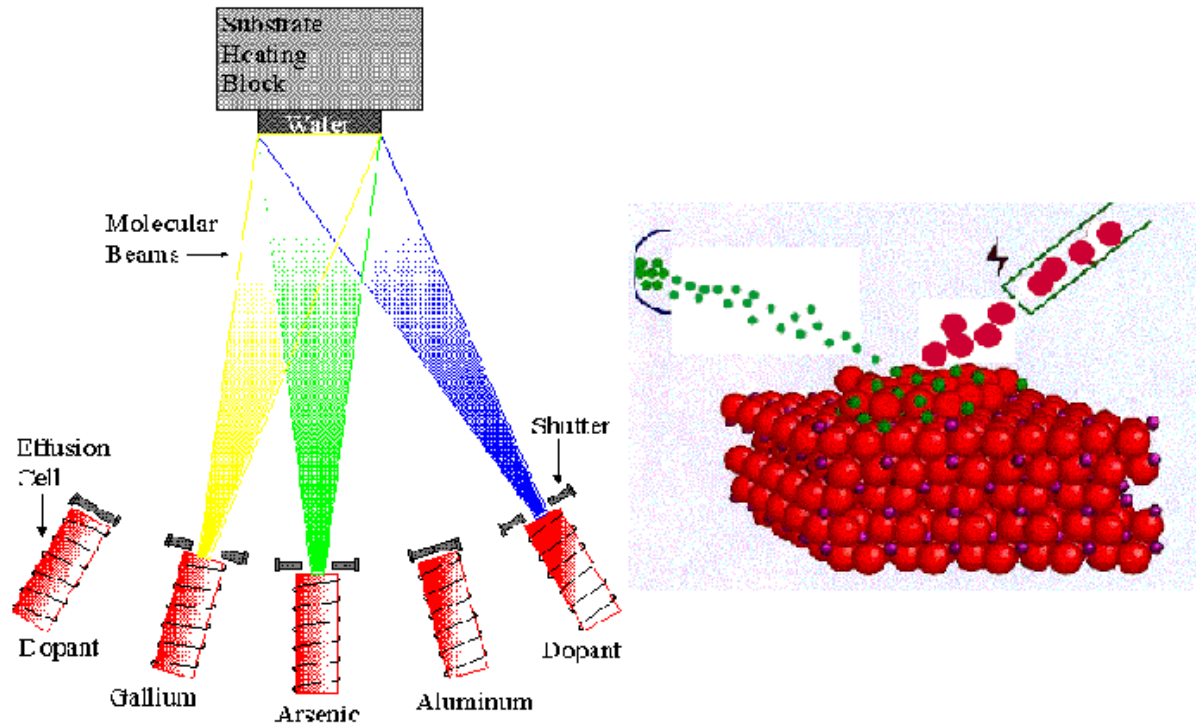 Substrate
Heating
Block
Wafer
Molecular
Beams
Shutter
Effusion
Cell
Dopant
Gallium
Arsenic
Aluminum
Dopant